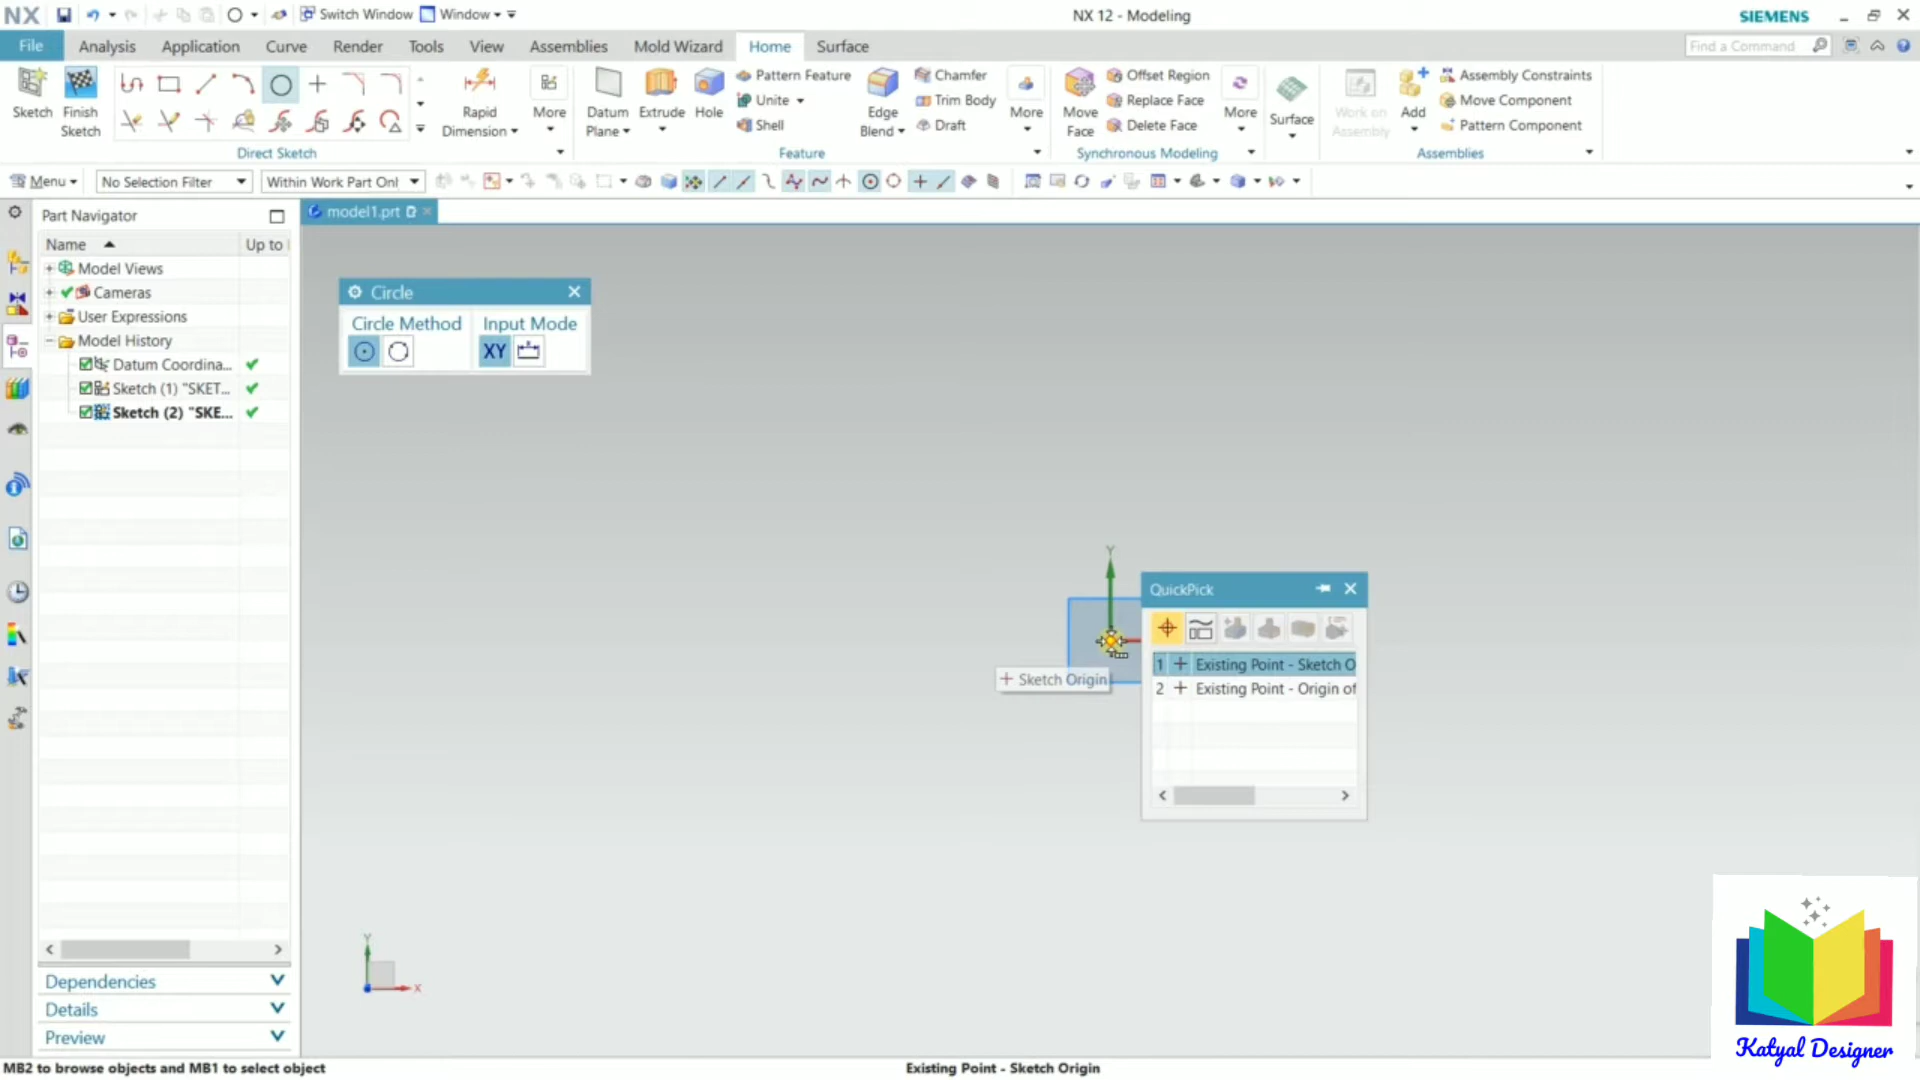 NX
Switch Window
Window
NX 12 - Modeling
SIEMENS
File
Analysis
Application
Curve
Render
Tools
View
Assemblies
Mold Wizard
Home
Surface
Find a Command
Sketch
Finish
Sketch
Direct Sketch
Rapid
Dimension
More
Datum
Plane
Extrude
Hole
Pattern Feature
Unite
Shell
Feature
Edge
Blend
Chamfer
Trim Body
Draft
More
Move
Face
Offset Region
Replace Face
Delete Face
Synchronous Modeling
More
Surface
Work on
Assembly
Add
Assembly Constraints
Move Component
Pattern Component
Assemblies
Menu
No Selection Filter
Within Work Part Onl
Part Navigator
model1.prt
Name
Up to
Model Views
Cameras
User Expressions
Model History
Datum Coordina...
Sketch (1) "SKET...
Sketch (2) "SKE...
Circle
Circle Method
Input Mode
XY
Y
QuickPick
1 + Existing Point - Sketch O
2 + Existing Point - Origin of
+ Sketch Origin
Y
X
Dependencies
Details
Preview
MB2 to browse objects and MB1 to select object
Existing Point - Sketch Origin
Katyal Designer